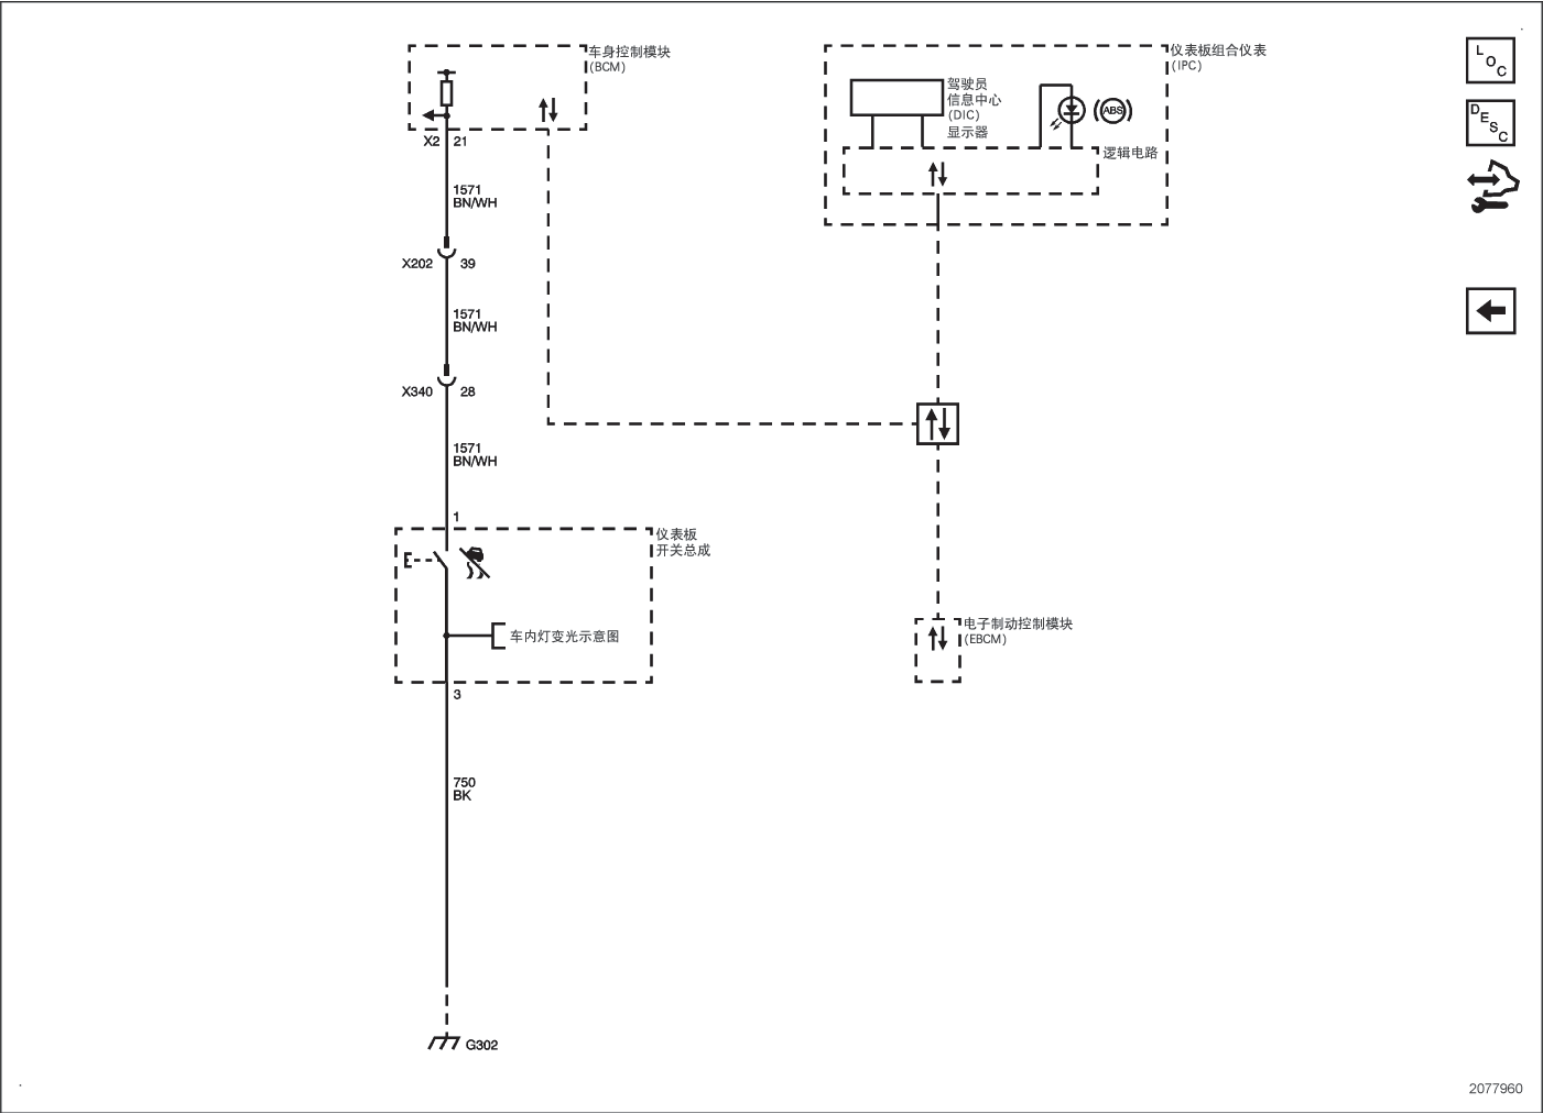 车身控制模块
(BCM)
X2 21
1571
BN/WH
X202 39
1571
BN/WH
X340 28
1571
BN/WH
1
仪表板
开关总成
车内灯变光示意图
3
750
BK
G302
仪表板组合仪表
(IPC)
驾驶员
信息中心
(DIC)
显示器
ABS
逻辑电路
电子制动控制模块
(EBCM)
LOC
DESC
2077960